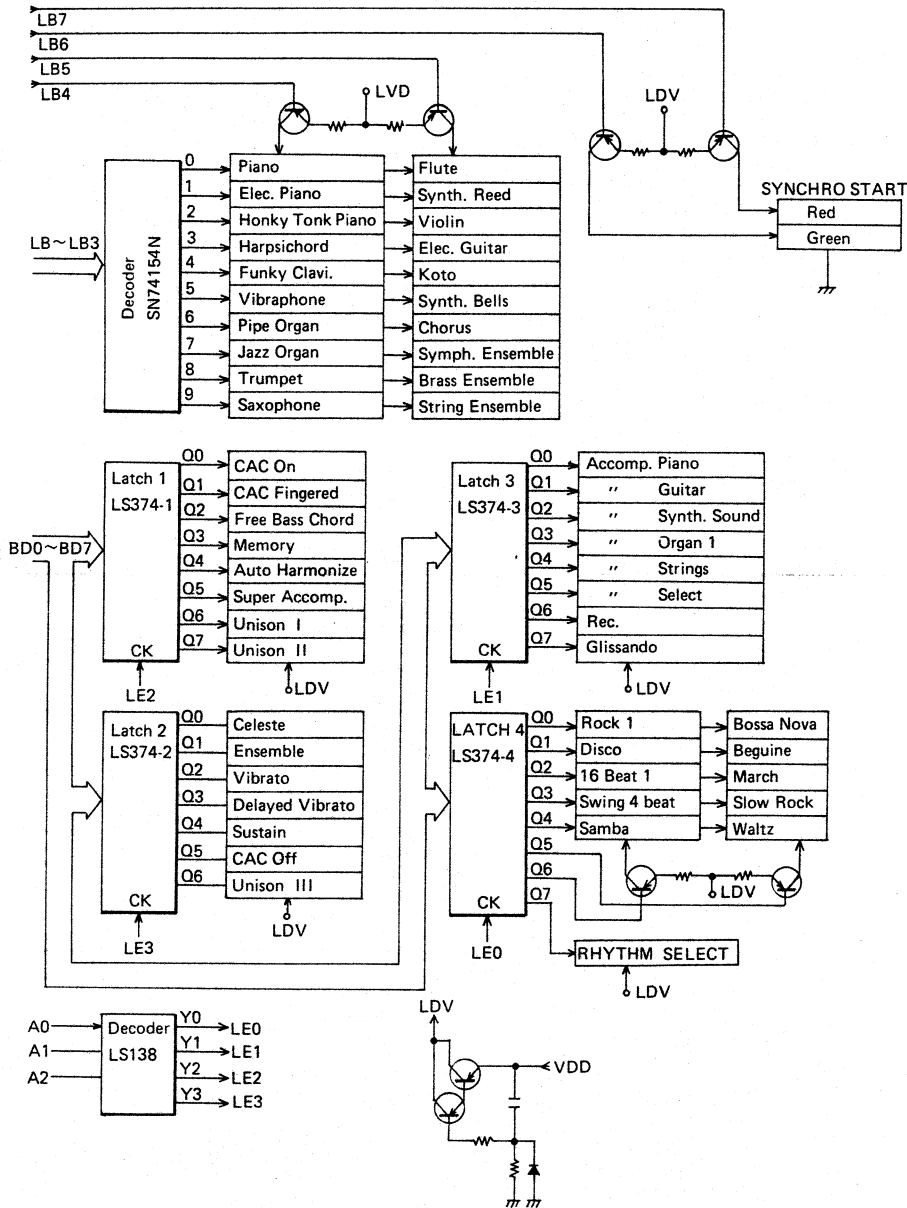 LB7
LB6
LB5
LB4
LVD
LDV
SYNCHRO START
Red
Green
LB~LB3
Decoder
SN74154N
0 Piano Flute
1 Elec. Piano Synth. Reed
2 Honky Tonk Piano Violin
3 Harpsichord Elec. Guitar
4 Funky Clavi. Koto
5 Vibraphone Synth. Bells
6 Pipe Organ Chorus
7 Jazz Organ Symph. Ensemble
8 Trumpet Brass Ensemble
9 Saxophone String Ensemble
BD0~BD7
Latch 1
LS374-1
Q0 CAC On
Q1 CAC Fingered
Q2 Free Bass Chord
Q3 Memory
Q4 Auto Harmonize
Q5 Super Accomp.
Q6 Unison I
Q7 Unison II
CK
LE2
LDV
Latch 3
LS374-3
Q0 Accomp. Piano
Q1 〃 Guitar
Q2 〃 Synth. Sound
Q3 〃 Organ 1
Q4 〃 Strings
Q5 〃 Select
Q6 Rec.
Q7 Glissando
CK
LE1
LDV
Latch 2
LS374-2
Q0 Celeste
Q1 Ensemble
Q2 Vibrato
Q3 Delayed Vibrato
Q4 Sustain
Q5 CAC Off
Q6 Unison III
CK
LE3
LDV
LATCH 4
LS374-4
Q0 Rock 1 Bossa Nova
Q1 Disco Beguine
Q2 16 Beat 1 March
Q3 Swing 4 beat Slow Rock
Q4 Samba Waltz
Q5
Q6
Q7
LDV
CK
LE0
RHYTHM SELECT
LDV
A0
A1
A2
Decoder
LS138
Y0 LE0
Y1 LE1
Y2 LE2
Y3 LE3
LDV
VDD